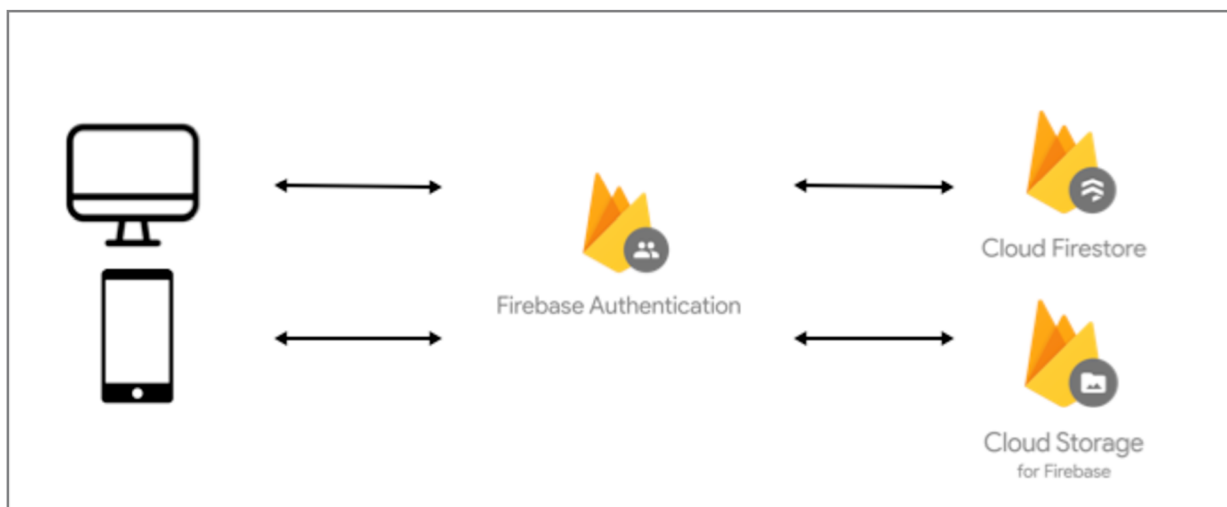 Cloud Firestore
Firebase Authentication
Cloud Storage
for Firebase